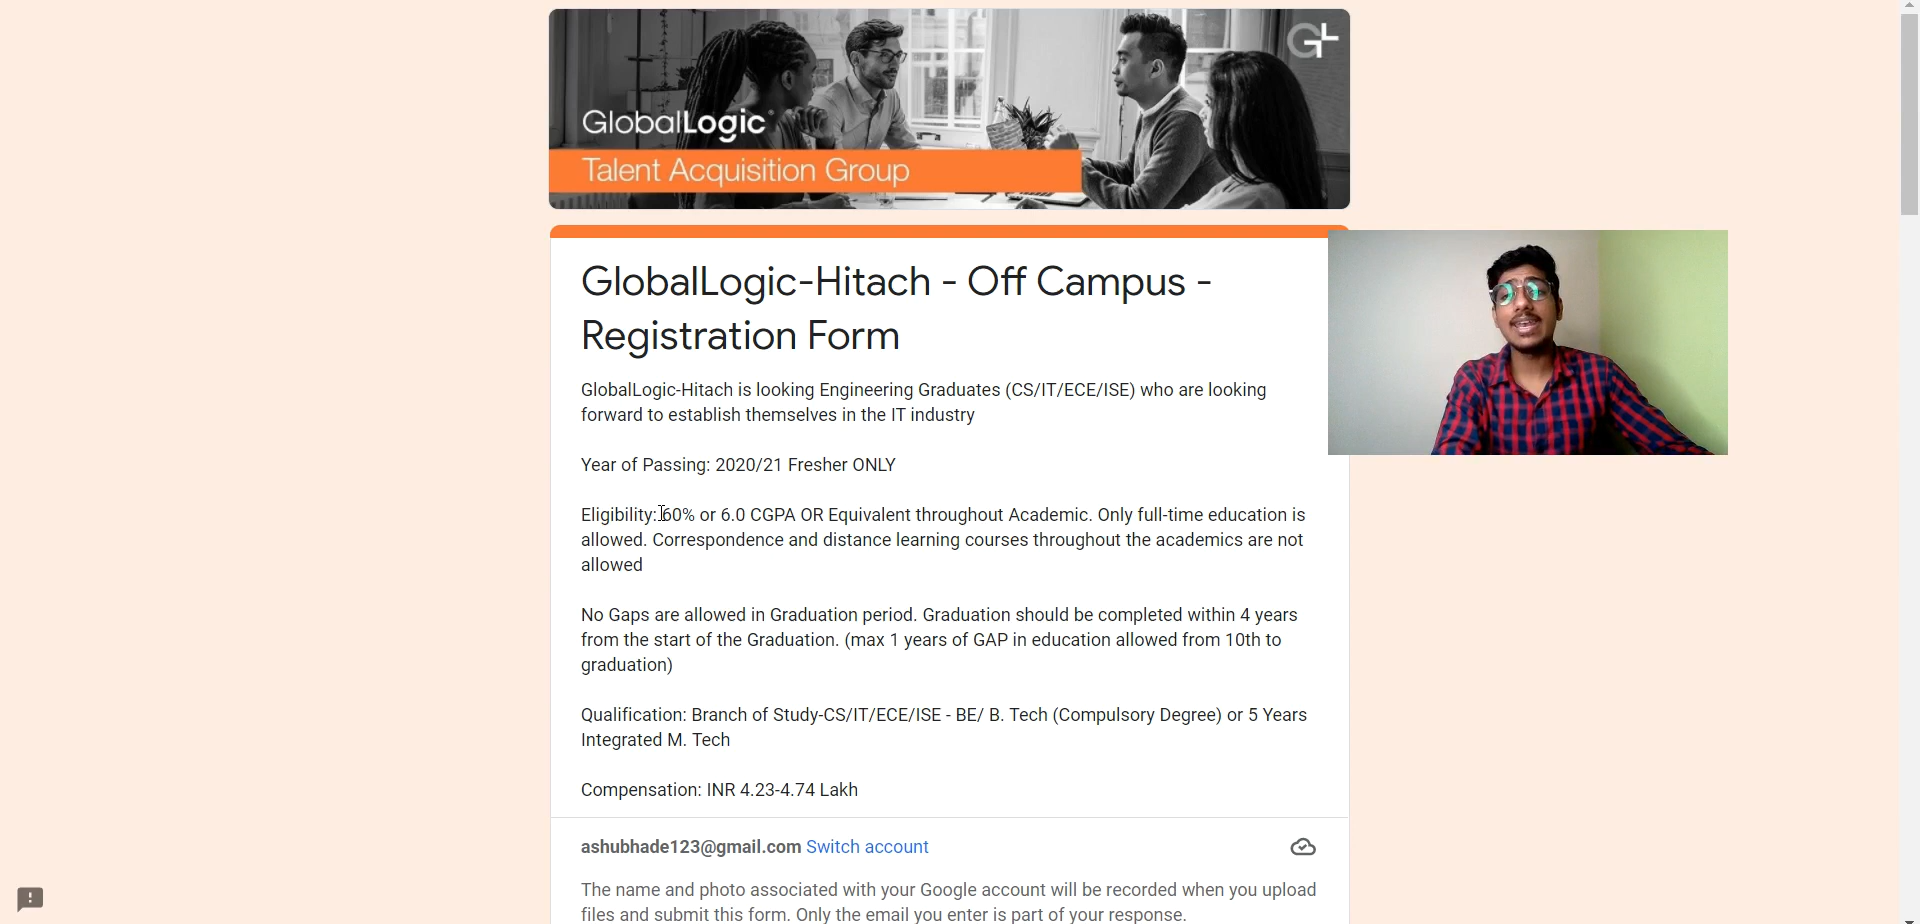 GL
GlobalLogic
Talent Acquisition Group
GlobalLogic-Hitach - Off Campus -
Registration Form
GlobalLogic-Hitach is looking Engineering Graduates (CS/IT/ECE/ISE) who are looking
forward to establish themselves in the IT industry
Year of Passing: 2020/21 Fresher ONLY
Eligibility: 60% or 6.0 CGPA OR Equivalent throughout Academic. Only full-time education is
allowed. Correspondence and distance learning courses throughout the academics are not
allowed
No Gaps are allowed in Graduation period. Graduation should be completed within 4 years
from the start of the Graduation. (max 1 years of GAP in education allowed from 10th to
graduation)
Qualification: Branch of Study-CS/IT/ECE/ISE - BE/ B. Tech (Compulsory Degree) or 5 Years
Integrated M. Tech
Compensation: INR 4.23-4.74 Lakh
ashubhade123@gmail.com Switch account
The name and photo associated with your Google account will be recorded when you upload
files and submit this form. Only the email you enter is part of your response.